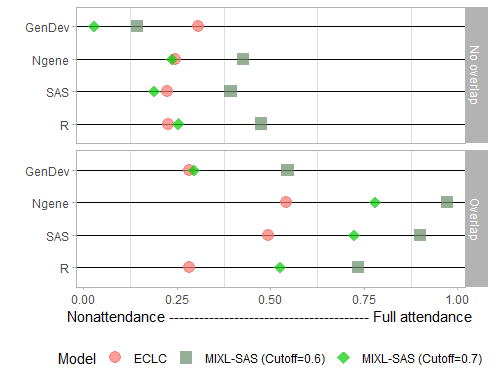 GenDev
Ngene
SAS
R
No overlap
GenDev
Ngene
SAS
R
Overlap
0.00 0.25 0.50 0.75 1.00
Nonattendance ------------------------------------- Full attendance
Model ECLC MIXL-SAS (Cutoff=0.6) MIXL-SAS (Cutoff=0.7)